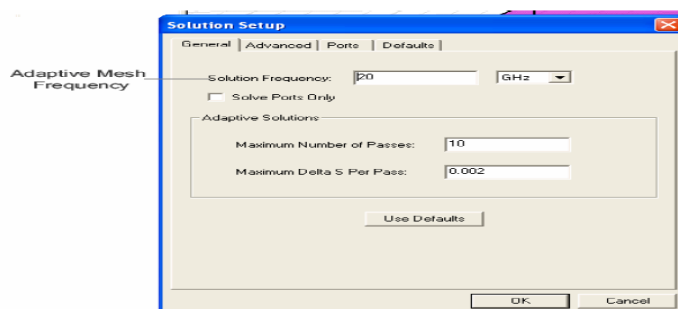 Solution Setup
General Advanced Ports Defaults
Adaptive Mesh
Frequency
Solution Frequency: 20 GHz
Solve Ports Only
Adaptive Solutions
Maximum Number of Passes: 10
Maximum Delta S Per Pass: 0.002
Use Defaults
OK Cancel